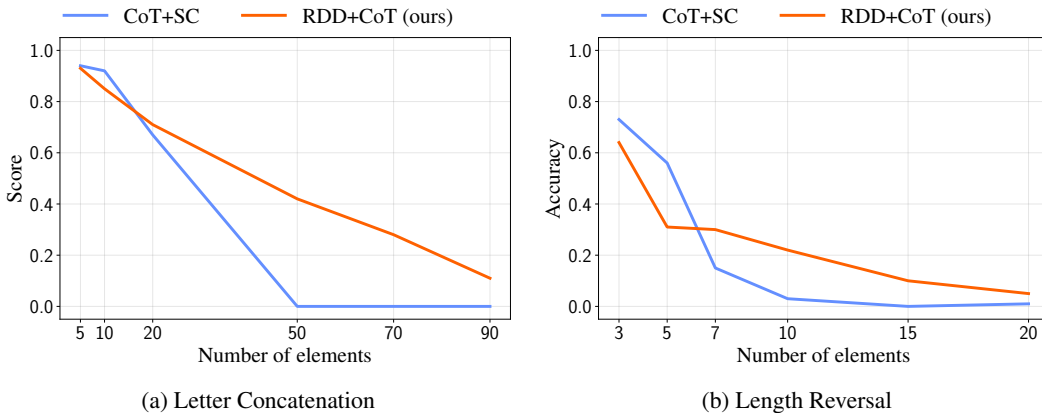 CoT+SC RDD+CoT (ours)
1.0
0.8
0.6
0.4
0.2
0.0
Score
5 10 20 50 70 90
Number of elements
(a) Letter Concatenation
CoT+SC RDD+CoT (ours)
1.0
0.8
0.6
0.4
0.2
0.0
Accuracy
3 5 7 10 15 20
Number of elements
(b) Length Reversal